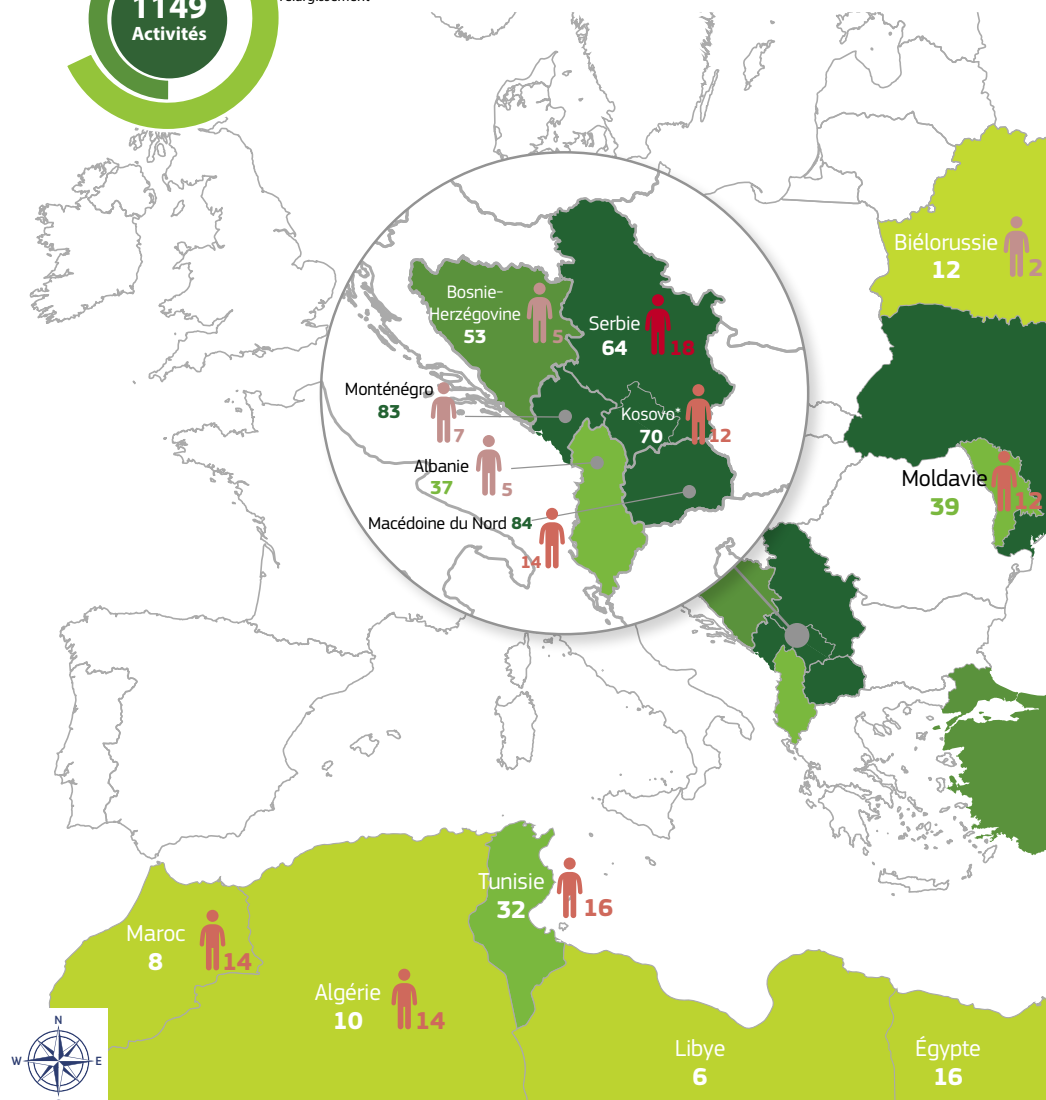 l'élargissement
1149
Activités
Biélorussie
12
2
Bosnie-
Herzégovine
53
5
Serbie
64
18
Monténégro
83
7
Kosovo*
70
12
Albanie
37
5
Macédoine du Nord 84
14
Moldavie
39
12
Tunisie
32
16
Maroc
8
14
Algérie
10
14
Libye
6
Égypte
16
N
W
E